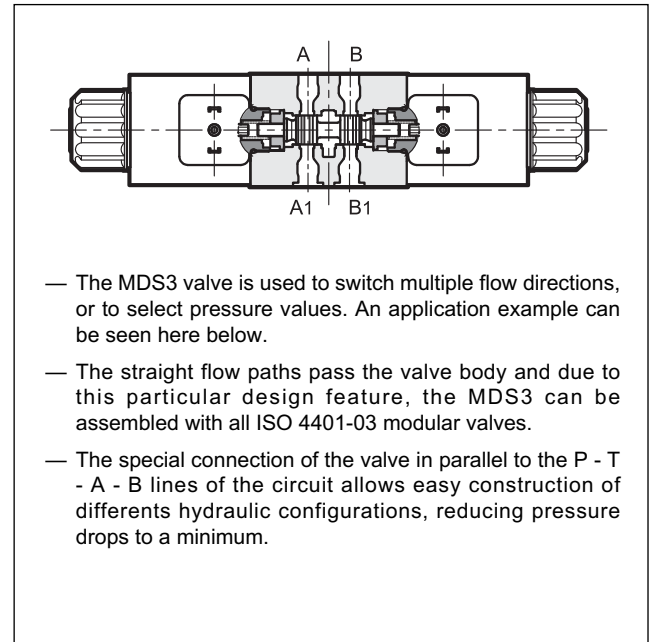 A B
A1 B1
— The MDS3 valve is used to switch multiple flow directions,
or to select pressure values. An application example can
be seen here below.
— The straight flow paths pass the valve body and due to
this particular design feature, the MDS3 can be
assembled with all ISO 4401-03 modular valves.
— The special connection of the valve in parallel to the P - T
- A - B lines of the circuit allows easy construction of
differents hydraulic configurations, reducing pressure
drops to a minimum.